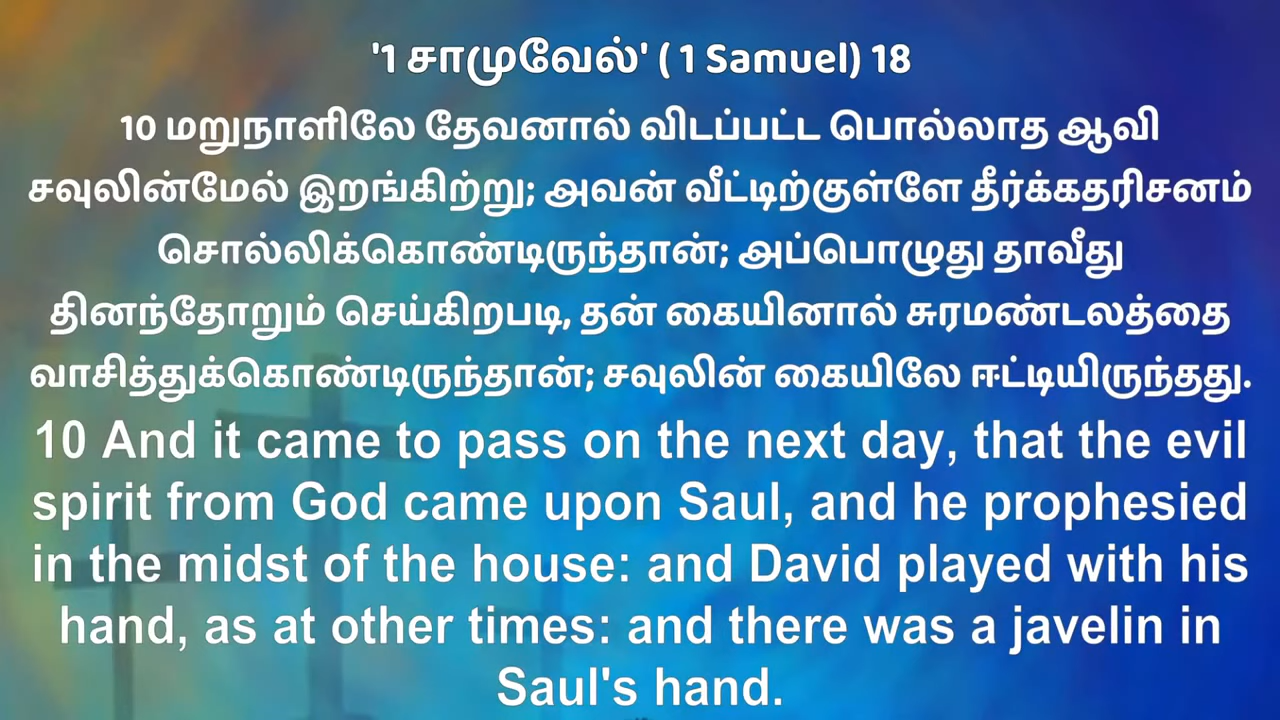 '1 சாமுவேல்' ( 1 Samuel) 18
10 மறுநாளிலே தேவனால் விடப்பட்ட பொல்லாத ஆவி
சவுலின்மேல் இறங்கிற்று; அவன் வீட்டிற்குள்ளே தீர்க்கதரிசனம்
சொல்லிக்கொண்டிருந்தான்; அப்பொழுது தாவீது
தினந்தோறும் செய்கிறபடி, தன் கையினால் சுரமண்டலத்தை
வாசித்துக்கொண்டிருந்தான்; சவுலின் கையிலே ஈட்டியிருந்தது.
10 And it came to pass on the next day, that the evil
spirit from God came upon Saul, and he prophesied
in the midst of the house: and David played with his
hand, as at other times: and there was a javelin in
Saul's hand.